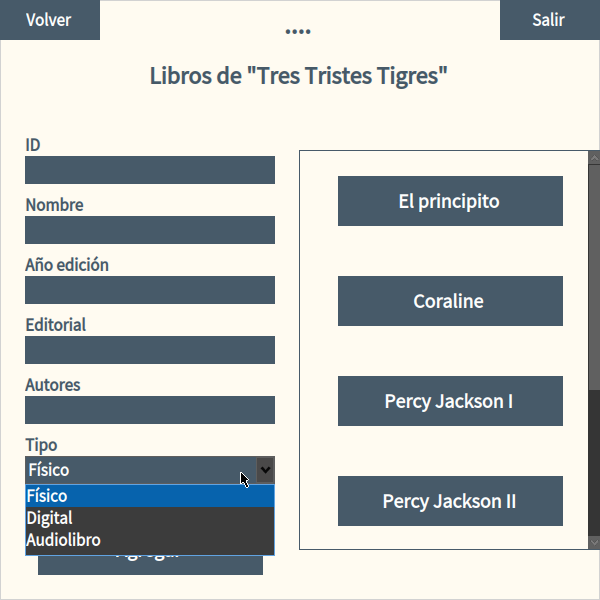 Volver
Salir
••••
Libros de "Tres Tristes Tigres"
ID
Nombre
Año edición
Editorial
Autores
Tipo
Físico
Físico
Digital
Audiolibro
Agregar
El principito
Coraline
Percy Jackson I
Percy Jackson II